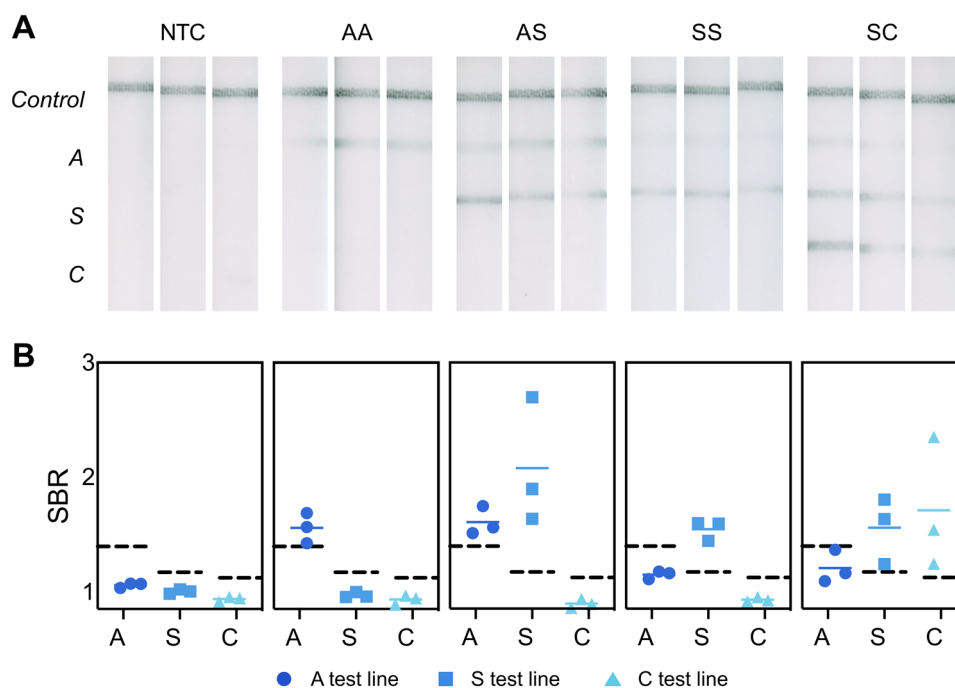 A
NTC AA AS SS SC
Control
A
S
C
B
SBR
3
2
1
A S C A S C A S C A S C A S C
A test line S test line C test line